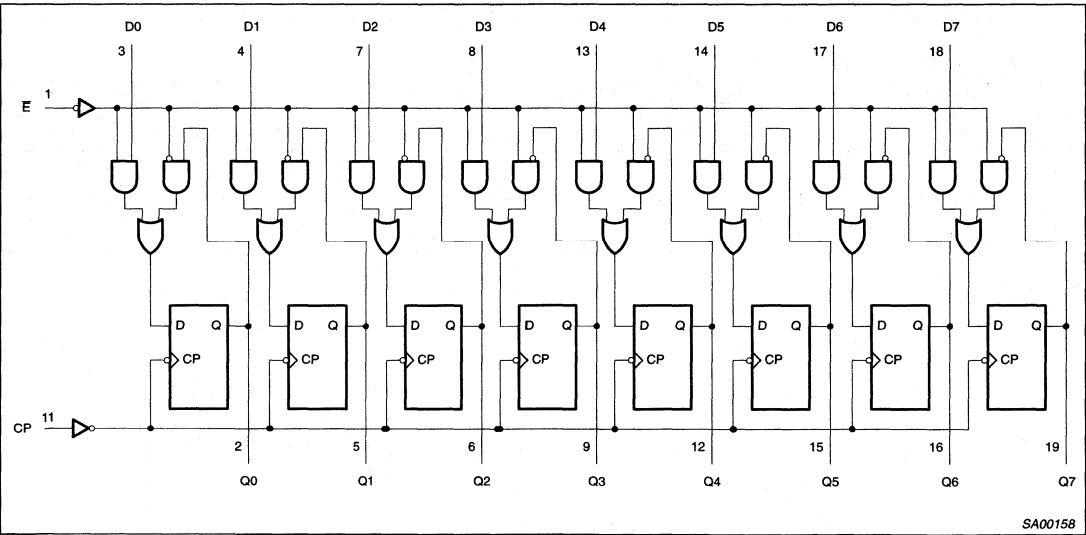 D0 D1 D2 D3 D4 D5 D6 D7
3 4 7 8 13 14 17 18
E̅ 1
D Q D Q D Q D Q D Q D Q D Q D Q
CP CP CP CP CP CP CP CP
CP 11
2 5 6 9 12 15 16 19
Q0 Q1 Q2 Q3 Q4 Q5 Q6 Q7
SA00158